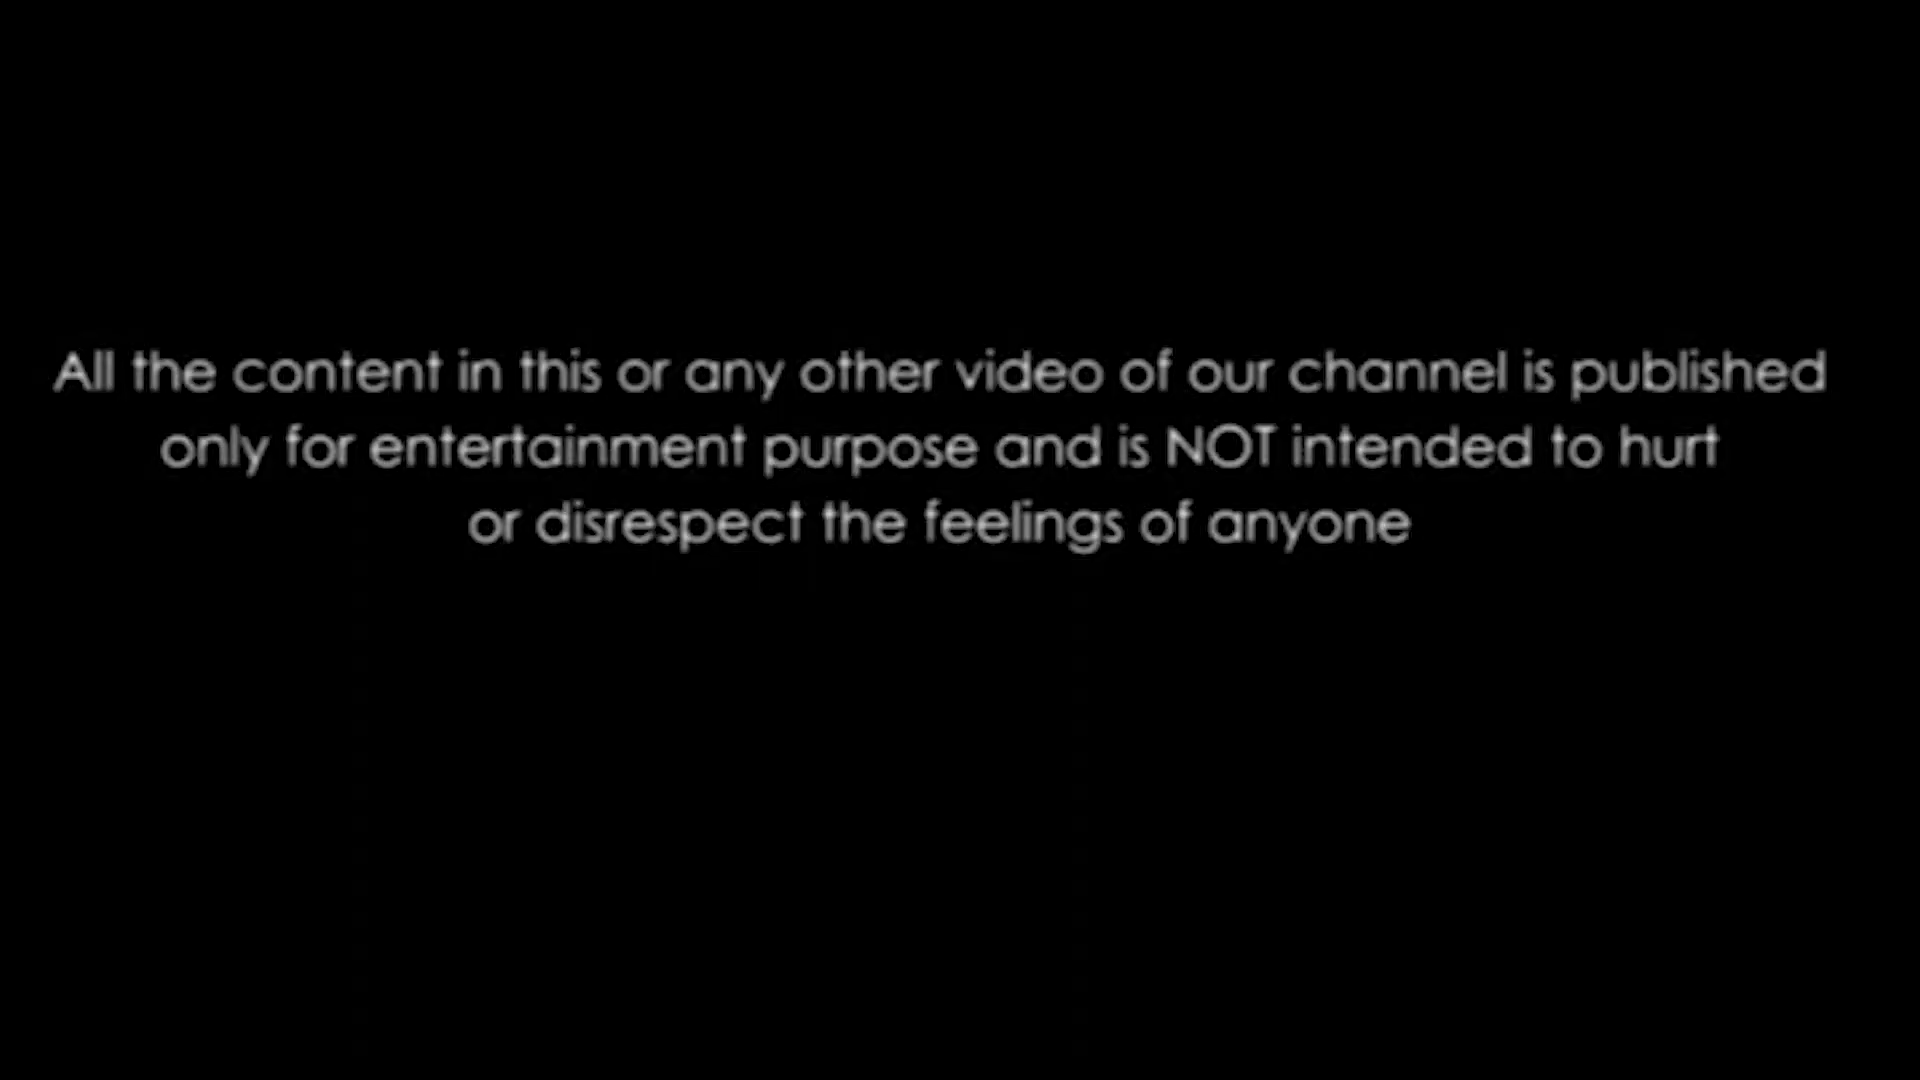 All the content in this or any other video of our channel is published
only for entertainment purpose and is NOT intended to hurt
or disrespect the feelings of anyone